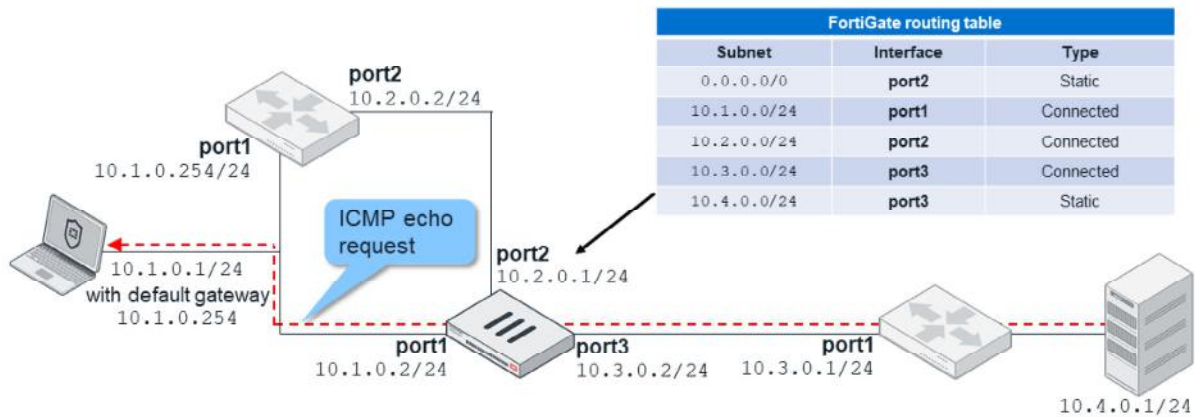 FortiGate routing table
Subnet Interface Type
0.0.0.0/0 port2 Static
10.1.0.0/24 port1 Connected
10.2.0.0/24 port2 Connected
10.3.0.0/24 port3 Connected
10.4.0.0/24 port3 Static
port2
10.2.0.2/24
port1
10.1.0.254/24
ICMP echo
request
10.1.0.1/24
with default gateway
10.1.0.254
port2
10.2.0.1/24
port1
10.1.0.2/24
port3
10.3.0.2/24
port1
10.3.0.1/24
10.4.0.1/24